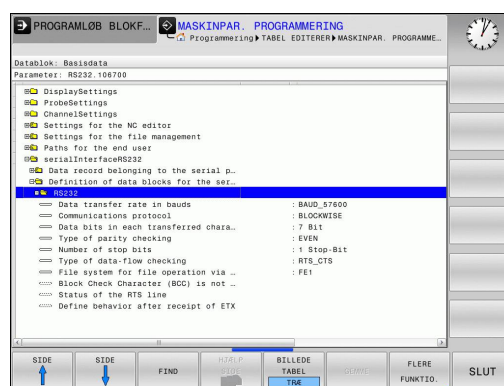 PROGRAMLØB BLOKF...
MASKINPAR. PROGRAMMERING
Programmering▶TABEL EDITERER▶MASKINPAR. PROGRAMME…
Datablok: Basisdata
Parameter: RS232.106700
DisplaySettings
ProbeSettings
ChannelSettings
Settings for the NC editor
Settings for the file management
Paths for the end user
serialInterfaceRS232
Data record belonging to the serial p…
Definition of data blocks for the ser…
RS232
Data transfer rate in bauds : BAUD_57600
Communications protocol : BLOCKWISE
Data bits in each transferred chara… : 7 Bit
Type of parity checking : EVEN
Number of stop bits : 1 Stop-Bit
Type of data-flow checking : RTS_CTS
File system for file operation via … : FE1
Block Check Character (BCC) is not …
Status of the RTS line
Define behavior after receipt of ETX
SIDE
SIDE
FIND
HJÆLP
SIDE
BILLEDE
TABEL
TRÆ
GEMME
FLERE
FUNKTIO.
SLUT